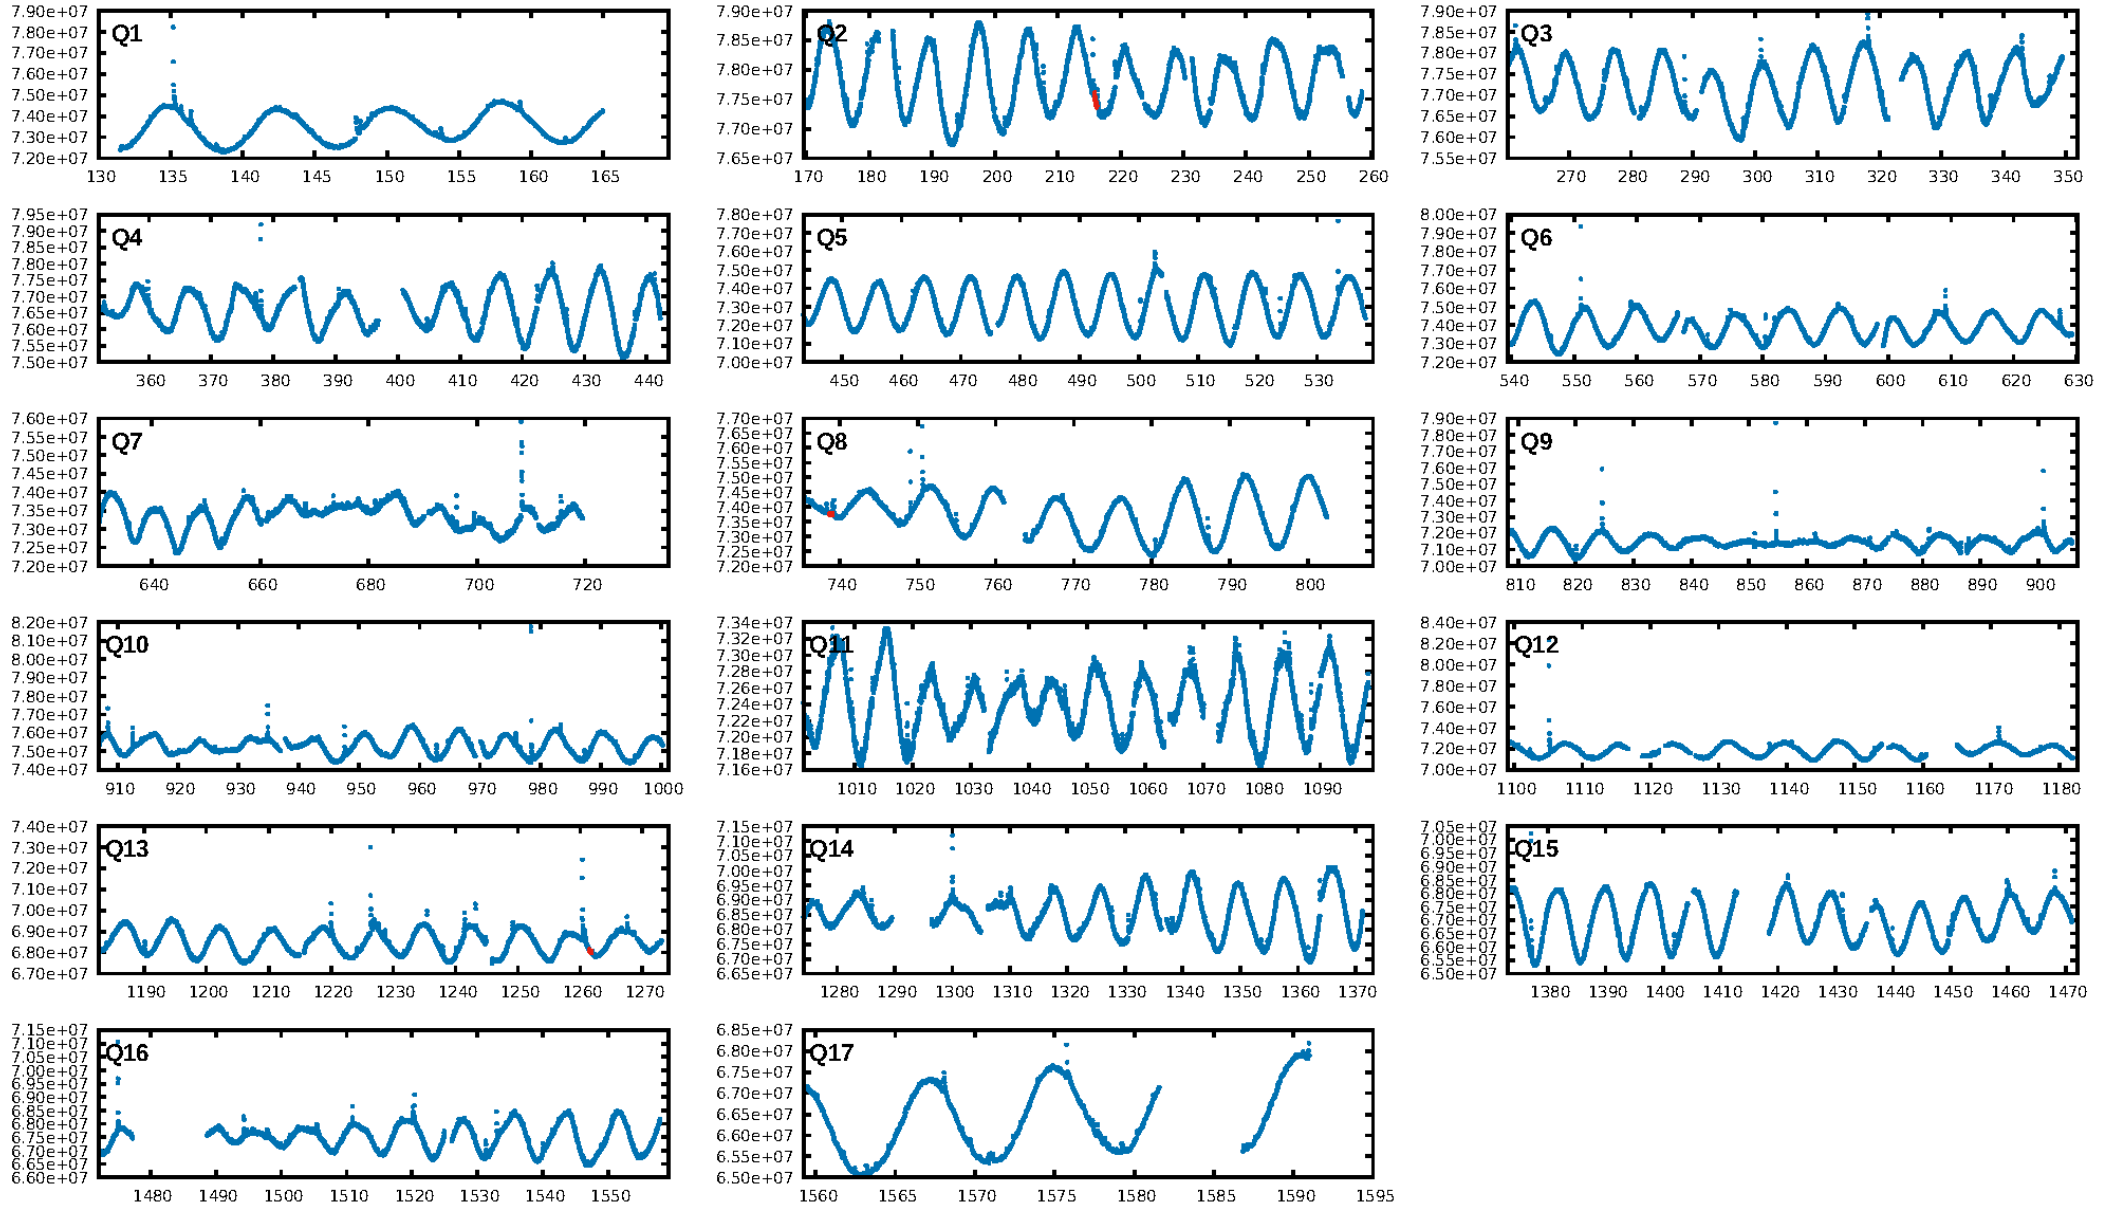 7.90e+07
7.80e+07
7.70e+07
7.60e+07
7.50e+07
7.40e+07
7.30e+07
7.20e+07
Q1
130 135 140 145 150 155 160 165
7.90e+07
7.85e+07
7.80e+07
7.75e+07
7.70e+07
7.65e+07
Q2
170 180 190 200 210 220 230 240 250 260
7.90e+07
7.85e+07
7.80e+07
7.75e+07
7.70e+07
7.65e+07
7.60e+07
7.55e+07
Q3
270 280 290 300 310 320 330 340 350
7.95e+07
7.90e+07
7.85e+07
7.80e+07
7.75e+07
7.70e+07
7.65e+07
7.60e+07
7.55e+07
7.50e+07
Q4
360 370 380 390 400 410 420 430 440
7.80e+07
7.70e+07
7.60e+07
7.50e+07
7.40e+07
7.30e+07
7.20e+07
7.10e+07
7.00e+07
Q5
450 460 470 480 490 500 510 520 530
8.00e+07
7.90e+07
7.80e+07
7.70e+07
7.60e+07
7.50e+07
7.40e+07
7.30e+07
7.20e+07
Q6
540 550 560 570 580 590 600 610 620 630
7.60e+07
7.55e+07
7.50e+07
7.45e+07
7.40e+07
7.35e+07
7.30e+07
7.25e+07
7.20e+07
Q7
640 660 680 700 720
7.70e+07
7.65e+07
7.60e+07
7.55e+07
7.50e+07
7.45e+07
7.40e+07
7.35e+07
7.30e+07
7.25e+07
7.20e+07
Q8
740 750 760 770 780 790 800
7.90e+07
7.80e+07
7.70e+07
7.60e+07
7.50e+07
7.40e+07
7.30e+07
7.20e+07
7.10e+07
7.00e+07
Q9
810 820 830 840 850 860 870 880 890 900
8.20e+07
8.10e+07
8.00e+07
7.90e+07
7.80e+07
7.70e+07
7.60e+07
7.50e+07
7.40e+07
Q10
910 920 930 940 950 960 970 980 990 1000
7.34e+07
7.32e+07
7.30e+07
7.28e+07
7.26e+07
7.24e+07
7.22e+07
7.20e+07
7.18e+07
7.16e+07
Q11
1010 1020 1030 1040 1050 1060 1070 1080 1090
8.40e+07
8.20e+07
8.00e+07
7.80e+07
7.60e+07
7.40e+07
7.20e+07
7.00e+07
Q12
1100 1110 1120 1130 1140 1150 1160 1170 1180
7.40e+07
7.30e+07
7.20e+07
7.10e+07
7.00e+07
6.90e+07
6.80e+07
6.70e+07
Q13
1190 1200 1210 1220 1230 1240 1250 1260 1270
7.15e+07
7.10e+07
7.05e+07
7.00e+07
6.95e+07
6.90e+07
6.85e+07
6.80e+07
6.75e+07
6.70e+07
6.65e+07
Q14
1280 1290 1300 1310 1320 1330 1340 1350 1360 1370
7.05e+07
7.00e+07
6.95e+07
6.90e+07
6.85e+07
6.80e+07
6.75e+07
6.70e+07
6.65e+07
6.60e+07
6.55e+07
6.50e+07
Q15
1380 1390 1400 1410 1420 1430 1440 1450 1460 1470
7.15e+07
7.10e+07
7.05e+07
7.00e+07
6.95e+07
6.90e+07
6.85e+07
6.80e+07
6.75e+07
6.70e+07
6.65e+07
6.60e+07
Q16
1480 1490 1500 1510 1520 1530 1540 1550
6.85e+07
6.80e+07
6.75e+07
6.70e+07
6.65e+07
6.60e+07
6.55e+07
6.50e+07
Q17
1560 1565 1570 1575 1580 1585 1590 1595